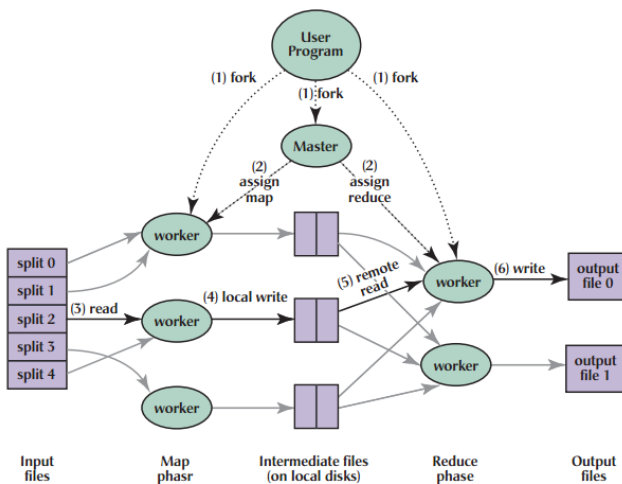 User
Program
(1) fork
(1) fork
(1) fork
Master
(2)
assign
map
(2)
assign
reduce
worker
split 0
split 1
split 2
split 3
split 4
(3) read
worker
(4) local write
(5) remote
read
worker
(6) write
output
file 0
worker
output
file 1
worker
Input
files
Map
phasr
Intermediate files
(on local disks)
Reduce
phase
Output
files